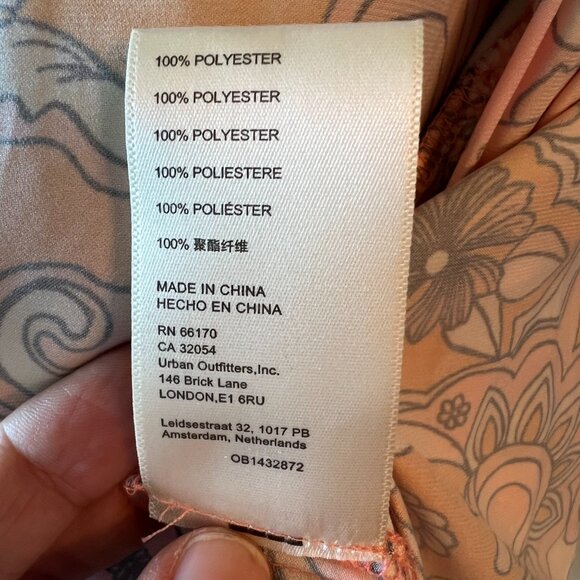 100% POLYESTER
100% POLYESTER
100% POLYESTER
100% POLIESTERE
100% POLIÉSTER
100% 聚酯纤维
MADE IN CHINA
HECHO EN CHINA
RN 66170
CA 32054
Urban Outfitters,Inc.
146 Brick Lane
LONDON,E1 6RU
Leidsestraat 32, 1017 PB
Amsterdam, Netherlands
OB1432872